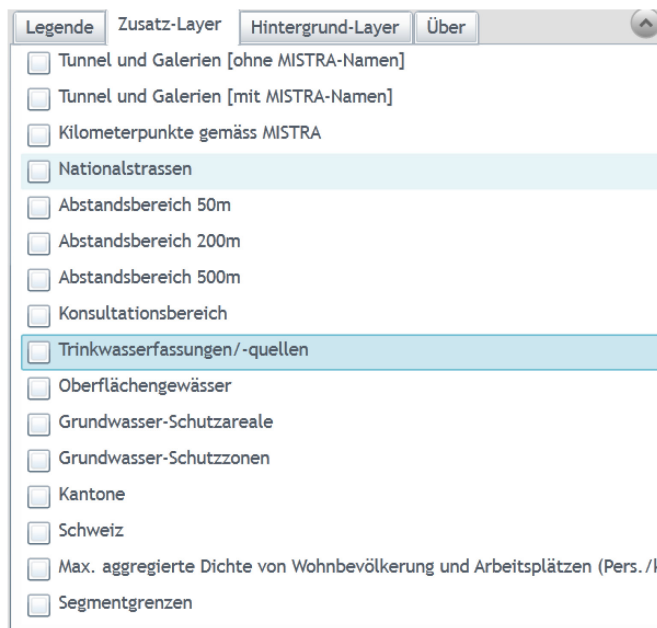 Legende Zusatz-Layer Hintergrund-Layer Über
Tunnel und Galerien [ohne MISTRA-Namen]
Tunnel und Galerien [mit MISTRA-Namen]
Kilometerpunkte gemäss MISTRA
Nationalstrassen
Abstandsbereich 50m
Abstandsbereich 200m
Abstandsbereich 500m
Konsultationsbereich
Trinkwasserfassungen/-quellen
Oberflächengewässer
Grundwasser-Schutzareale
Grundwasser-Schutzzonen
Kantone
Schweiz
Max. aggregierte Dichte von Wohnbevölkerung und Arbeitsplätzen (Pers./
Segmentgrenzen